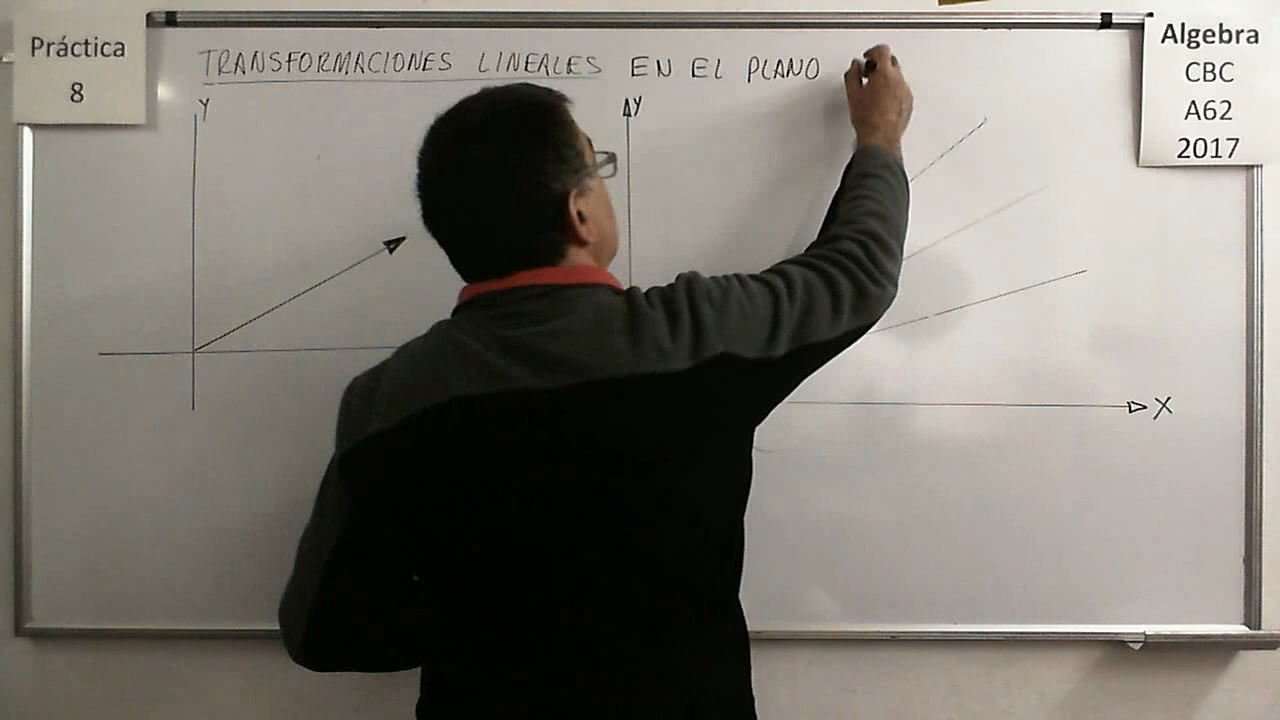 Práctica
8
TRANSFORMACIONES LINEALES EN EL PLANO
Algebra
CBC
A62
2017
Y
Y
X